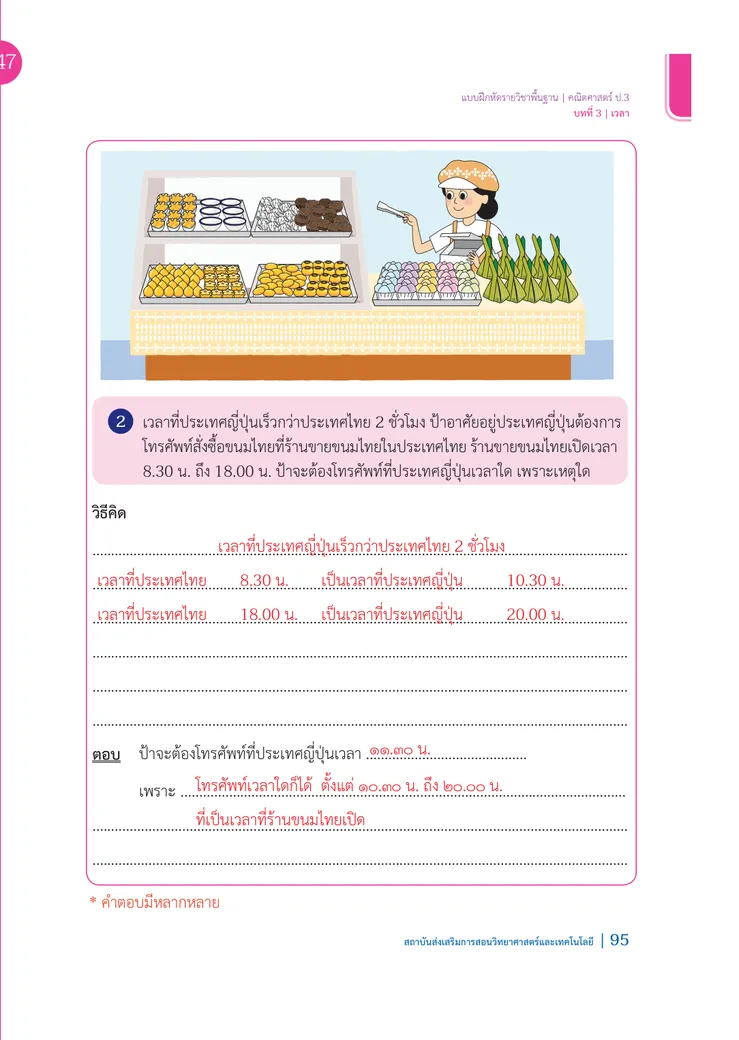 47
แบบฝึกหัดรายวิชาพื้นฐาน | คณิตศาสตร์ ป.3
บทที่ 3 | เวลา
2 เวลาที่ประเทศญี่ปุ่นเร็วกว่าประเทศไทย 2 ชั่วโมง ป้าอาศัยอยู่ประเทศญี่ปุ่นต้องการ
โทรศัพท์สั่งซื้อขนมไทยที่ร้านขายขนมไทยในประเทศไทย ร้านขายขนมไทยเปิดเวลา
8.30 น. ถึง 18.00 น. ป้าจะต้องโทรศัพท์ที่ประเทศญี่ปุ่นเวลาใด เพราะเหตุใด
วิธีคิด
เวลาที่ประเทศญี่ปุ่นเร็วกว่าประเทศไทย 2 ชั่วโมง
เวลาที่ประเทศไทย 8.30 น. เป็นเวลาที่ประเทศญี่ปุ่น 10.30 น.
เวลาที่ประเทศไทย 18.00 น. เป็นเวลาที่ประเทศญี่ปุ่น 20.00 น.
ตอบ ป้าจะต้องโทรศัพท์ที่ประเทศญี่ปุ่นเวลา ๑๑.๓๐ น.
เพราะ โทรศัพท์เวลาใดก็ได้ ตั้งแต่ ๑๐.๓๐ น. ถึง ๒๐.๐๐ น.
ที่เป็นเวลาที่ร้านขนมไทยเปิด
* คำตอบมีหลากหลาย
สถาบันส่งเสริมการสอนวิทยาศาสตร์และเทคโนโลยี | 95